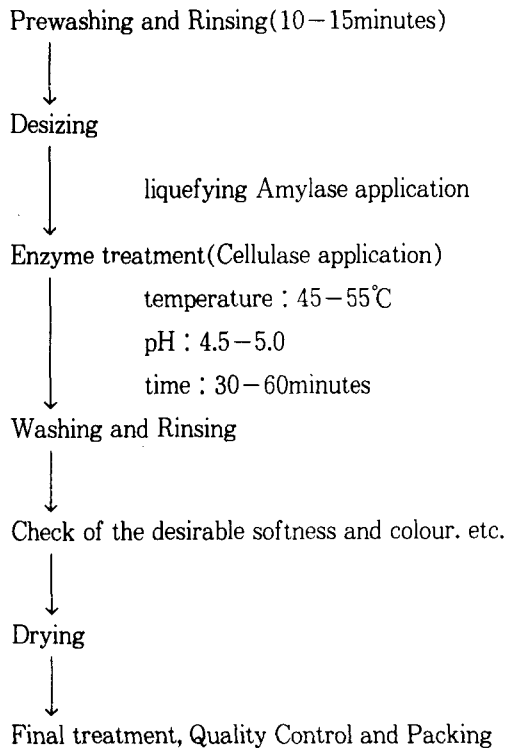 Prewashing and Rinsing(10－15minutes)
Desizing
liquefying Amylase application
Enzyme treatment(Cellulase application)
temperature : 45－55℃
pH : 4.5－5.0
time : 30－60minutes
Washing and Rinsing
Check of the desirable softness and colour. etc.
Drying
Final treatment, Quality Control and Packing